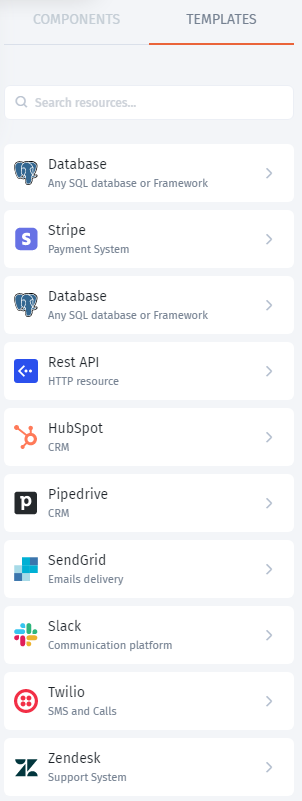 COMPONENTS TEMPLATES
Search resources...
Database
Any SQL database or Framework
Stripe
Payment System
Database
Any SQL database or Framework
Rest API
HTTP resource
HubSpot
CRM
Pipedrive
CRM
SendGrid
Emails delivery
Slack
Communication platform
Twilio
SMS and Calls
Zendesk
Support System